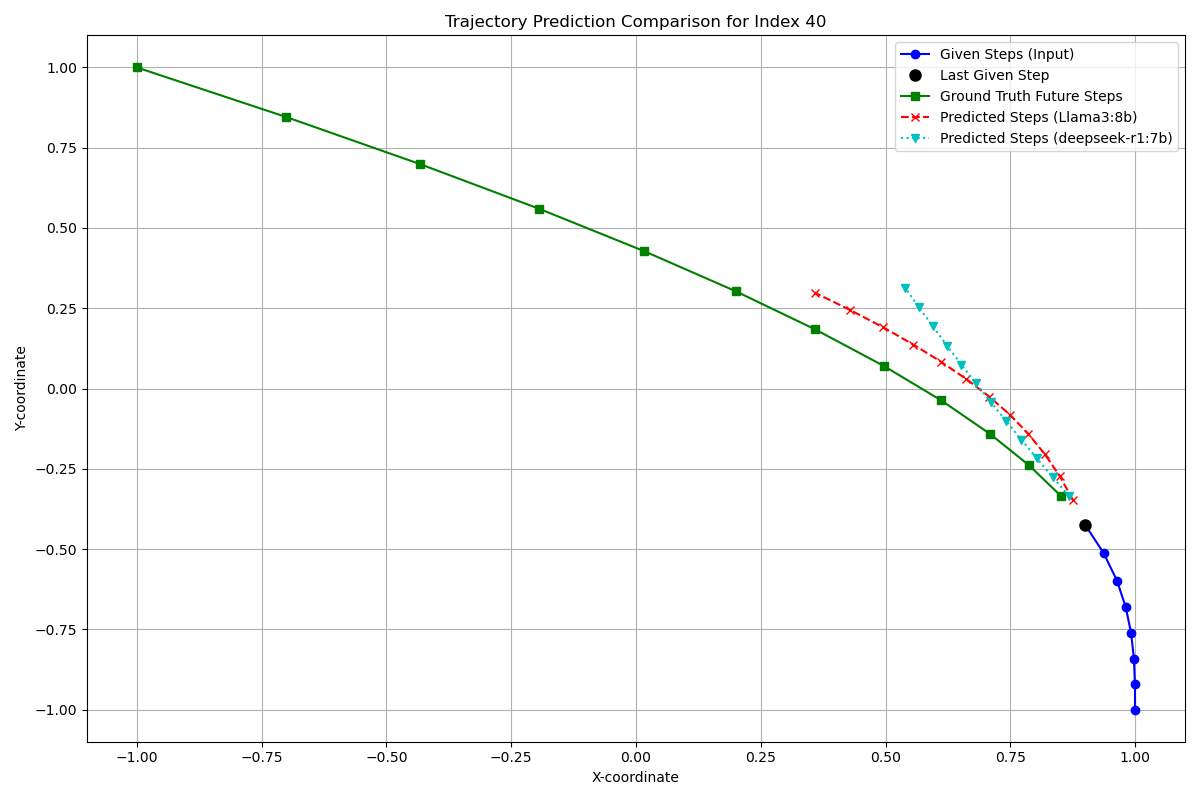 Trajectory Prediction Comparison for Index 40
Given Steps (Input)
Last Given Step
Ground Truth Future Steps
Predicted Steps (Llama3:8b)
Predicted Steps (deepseek-r1:7b)
Y-coordinate
1.00
0.75
0.50
0.25
0.00
−0.25
−0.50
−0.75
−1.00
−1.00 −0.75 −0.50 −0.25 0.00 0.25 0.50 0.75 1.00
X-coordinate